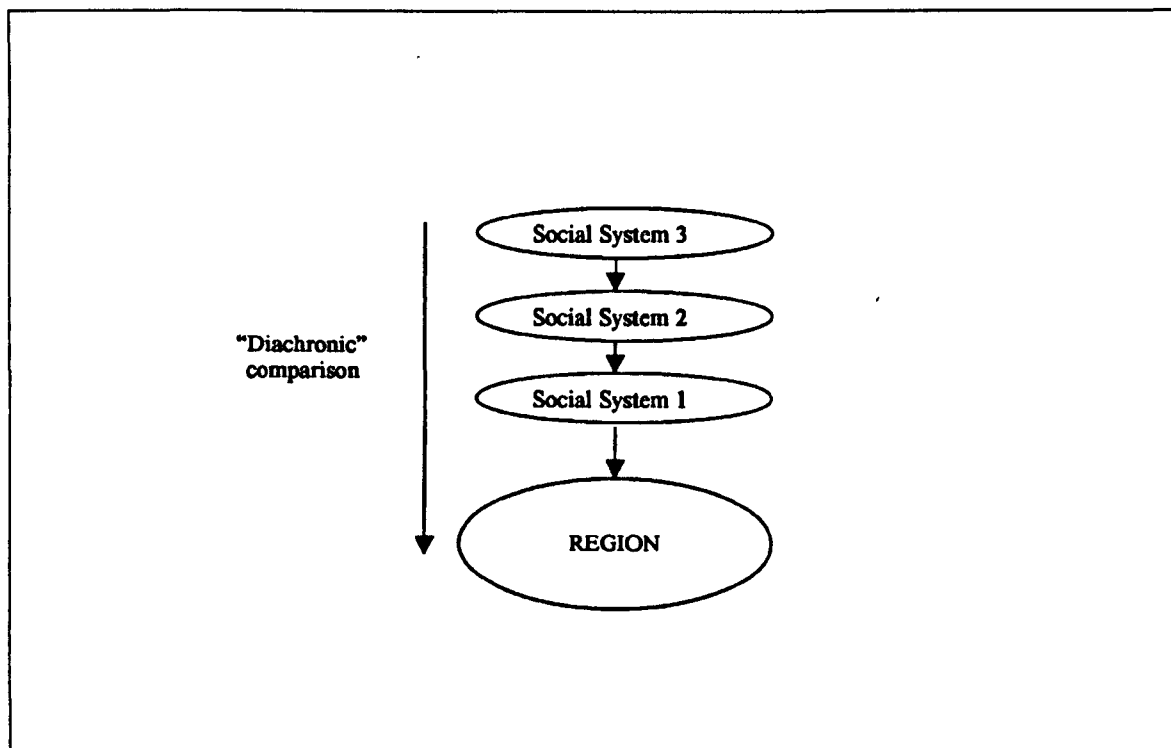 Social System 3
Social System 2
“Diachronic”
comparison
Social System 1
REGION